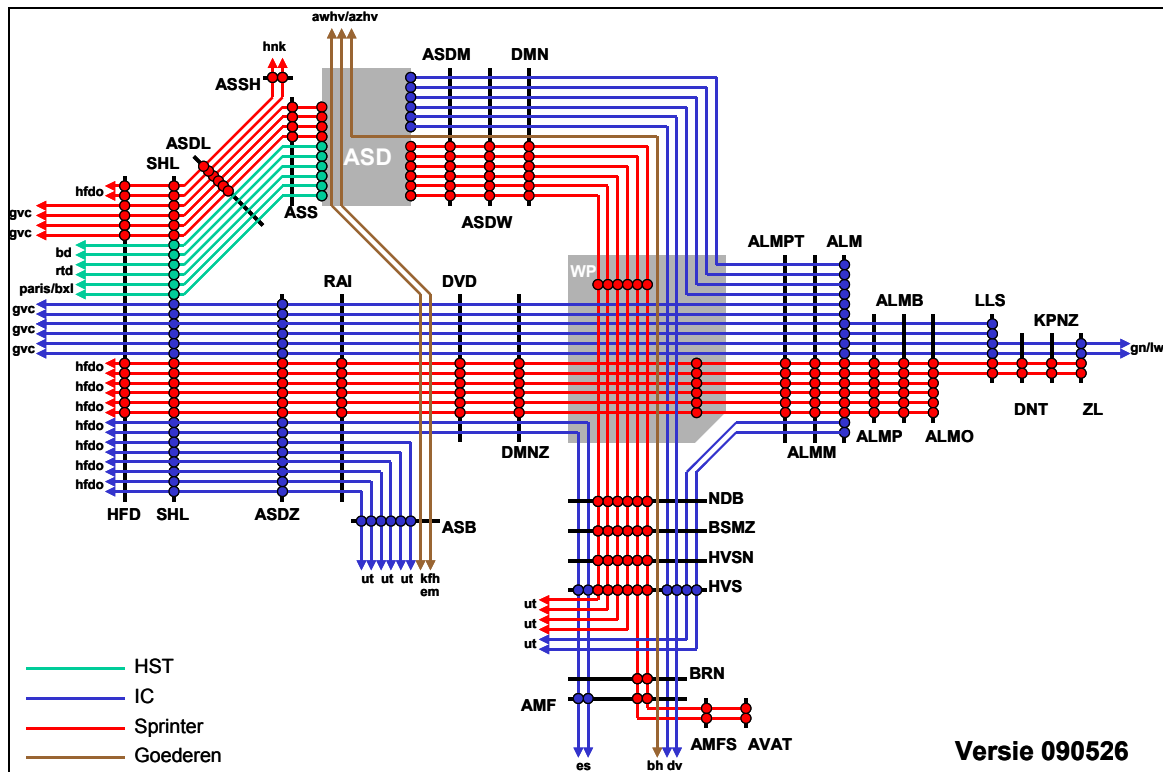 awhv/azhv
hnk
ASDM
DMN
ASSH
ASDL
SHL
ASD
hfdo
gvc
gvc
ASS
ASDW
bd
rtd
paris/bxl
RAI
DVD
WP
ALMPT
ALM
gvc
gvc
gvc
ALMB
LLS
KPNZ
gn/lw
hfdo
hfdo
hfdo
hfdo
hfdo
hfdo
hfdo
DNT
ZL
ALMP
ALMO
ALMM
DMNZ
HFD
SHL
ASDZ
ASB
NDB
BSMZ
HVSN
HVS
ut
ut
ut
kfh
em
ut
ut
ut
BRN
AMF
AMFS
AVAT
es
bh
dv
HST
IC
Sprinter
Goederen
Versie 090526